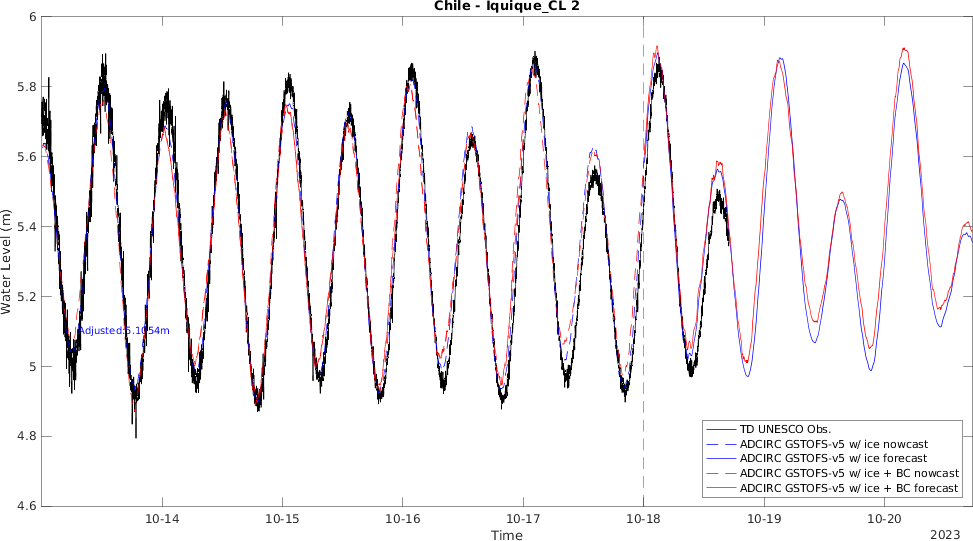 Chile - Iquique_CL 2
6
5.8
5.6
5.4
5.2
5
4.8
4.6
Water Level (m)
Adjusted:5.1054m
TD UNESCO Obs.
ADCIRC GSTOFS-v5 w/ ice nowcast
ADCIRC GSTOFS-v5 w/ ice forecast
ADCIRC GSTOFS-v5 w/ ice + BC nowcast
ADCIRC GSTOFS-v5 w/ ice + BC forecast
10-14 10-15 10-16 10-17 10-18 10-19 10-20
Time
2023